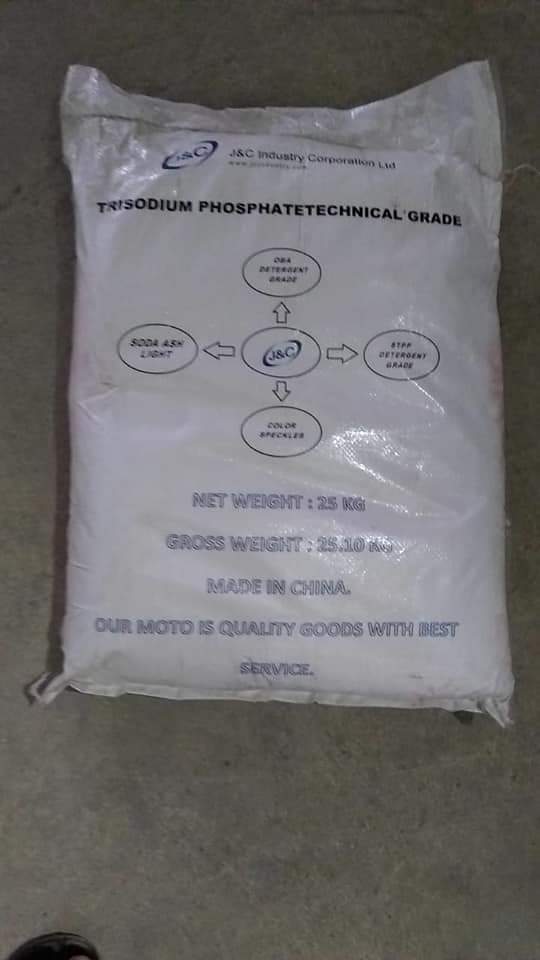 J&C
J&C Industry Corporation Ltd
TRISODIUM PHOSPHATETECHNICAL GRADE
OBA
DETERGENT
GRADE
SODA ASH
LIGHT
J&C
STPP
DETERGENT
GRADE
COLOR
SPECKLES
NET WEIGHT : 25 KG
GROSS WEIGHT : 25.10 KG
MADE IN CHINA.
OUR MOTO IS QUALITY GOODS WITH BEST
SERVICE.